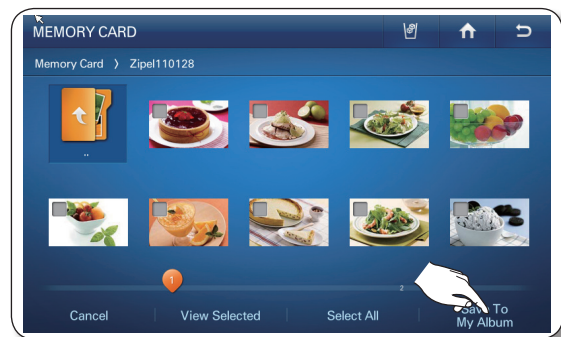 MEMORY CARD
Memory Card > Zipel110128
..
1
2
Cancel
View Selected
Select All
Save To
My Album